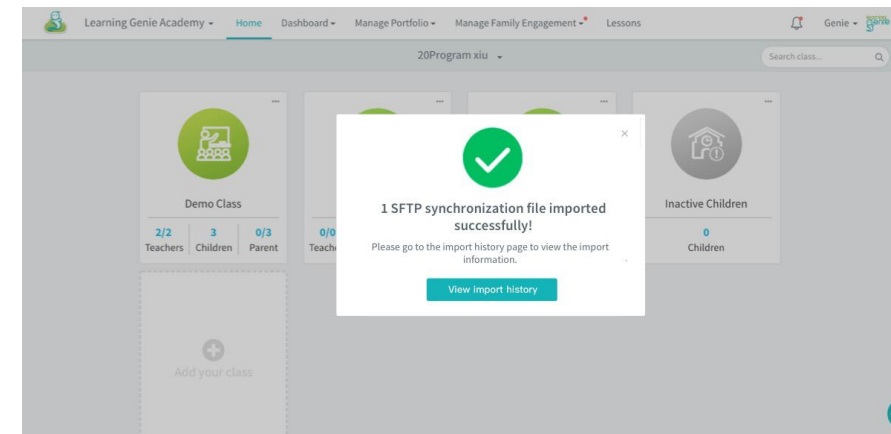 Learning Genie Academy Home Dashboard Manage Portfolio Manage Family Engagement Lessons Genie
20Program xiu Search class...
Demo Class
2/2 3 0/3
Teachers Children Parent
0/0
1 SFTP synchronization file imported
successfully!
Please go to the import history page to view the import
information.
View import history
Inactive Children
0
Children
Add your class